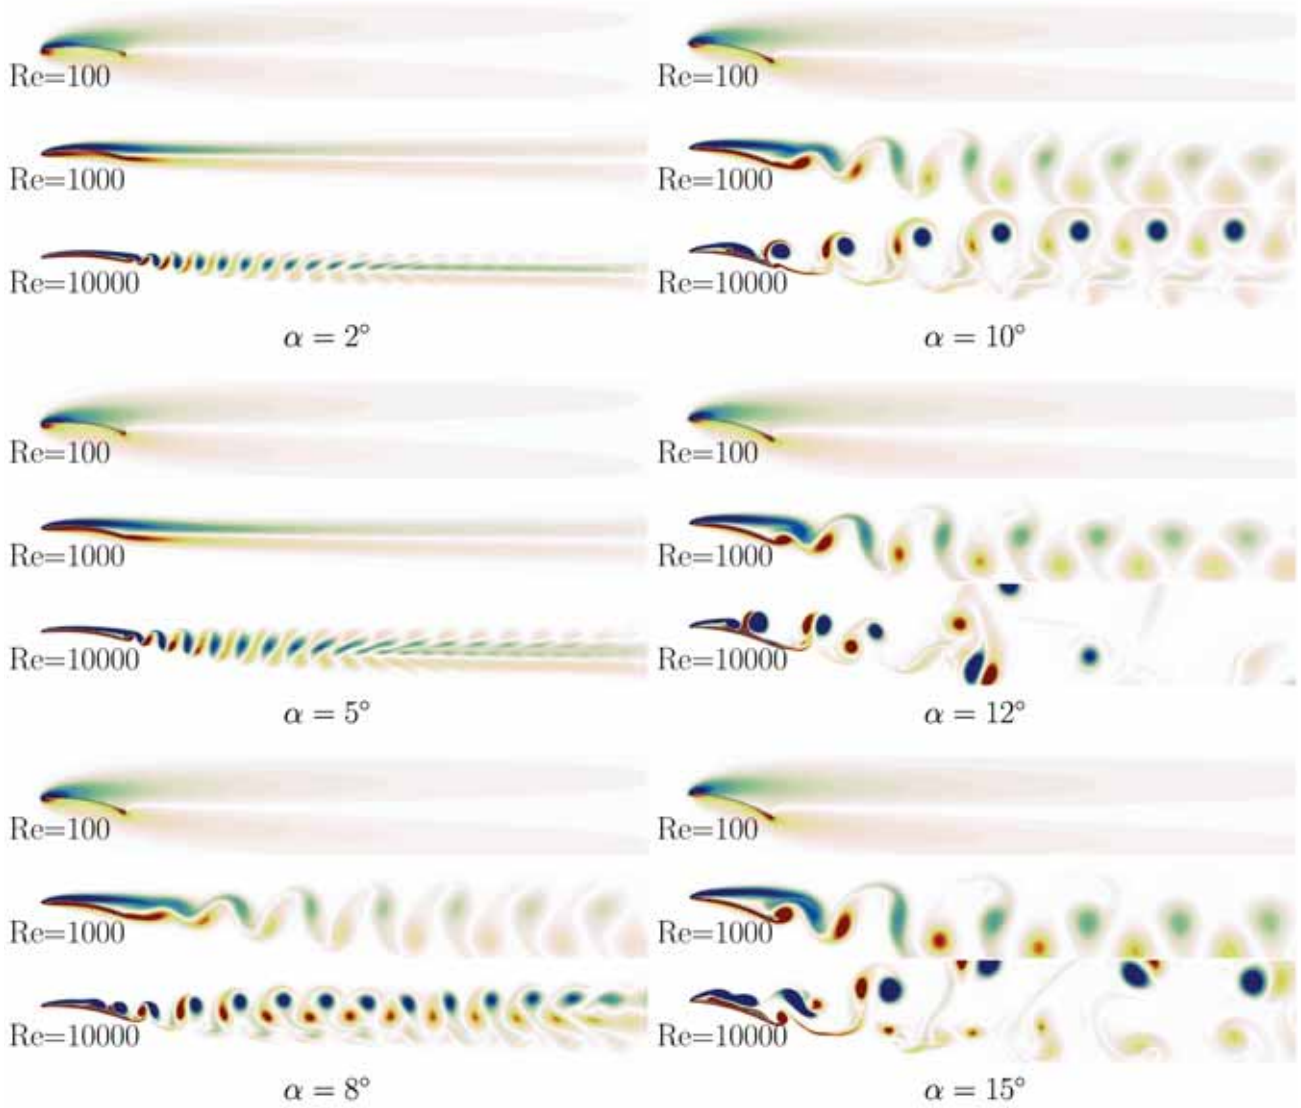 Re=100
Re=1000
Re=10000
α = 2°
Re=100
Re=1000
Re=10000
α = 10°
Re=100
Re=1000
Re=10000
α = 5°
Re=100
Re=1000
Re=10000
α = 12°
Re=100
Re=1000
Re=10000
α = 8°
Re=100
Re=1000
Re=10000
α = 15°